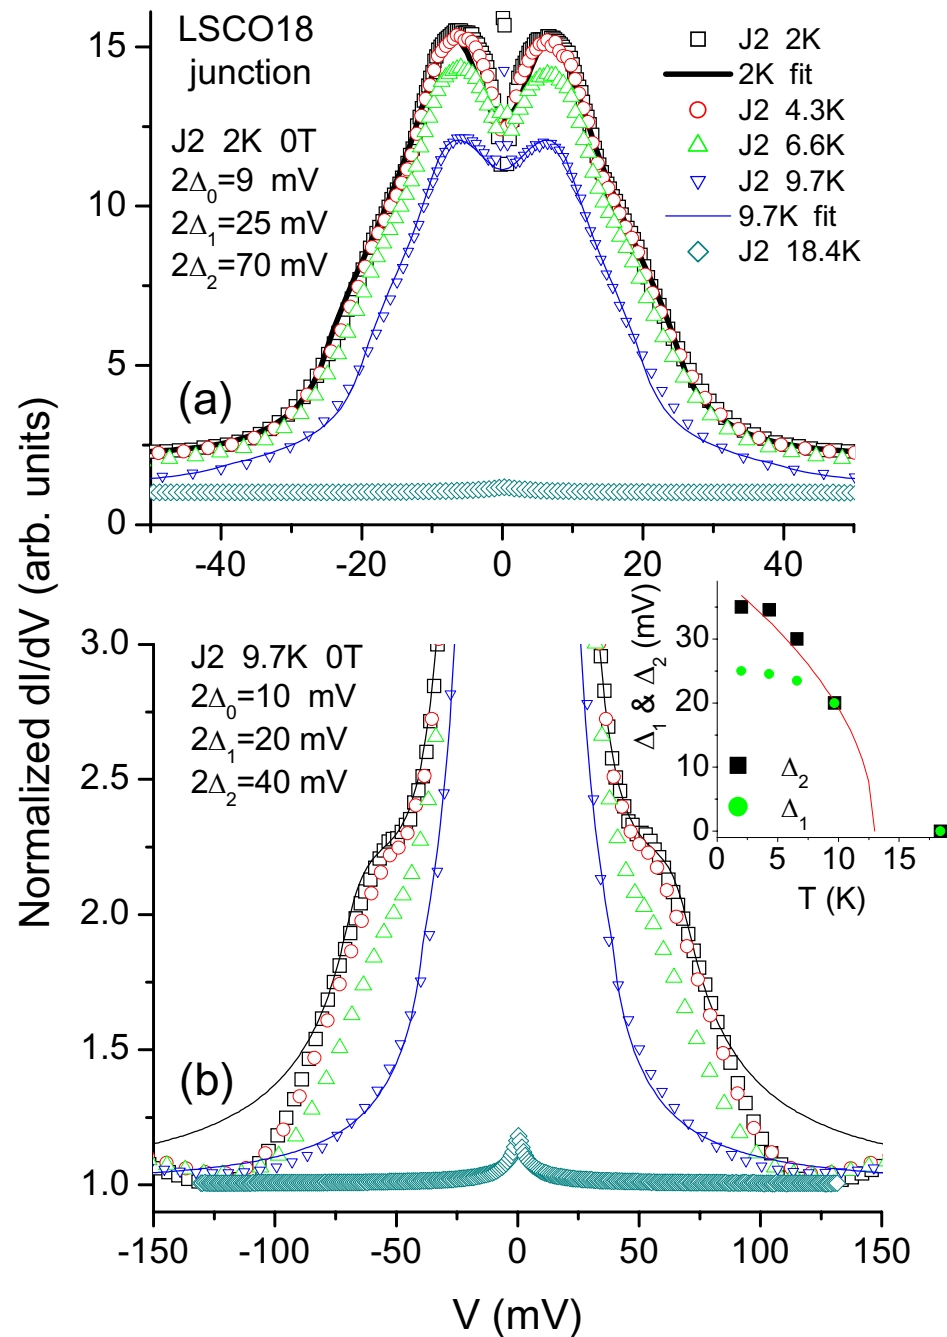 Normalized dI/dV (arb. units)
LSCO18
junction
J2 2K 0T
2Δ₀=9 mV
2Δ₁=25 mV
2Δ₂=70 mV
J2 2K
2K fit
J2 4.3K
J2 6.6K
J2 9.7K
9.7K fit
J2 18.4K
15
10
5
0
(a)
-40 -20 0 20 40
J2 9.7K 0T
2Δ₀=10 mV
2Δ₁=20 mV
2Δ₂=40 mV
3.0
2.5
2.0
1.5
1.0
(b)
-150 -100 -50 0 50 100 150
V (mV)
Δ₁ & Δ₂ (mV)
30
20
10
0
Δ₂
Δ₁
0 5 10 15
T (K)